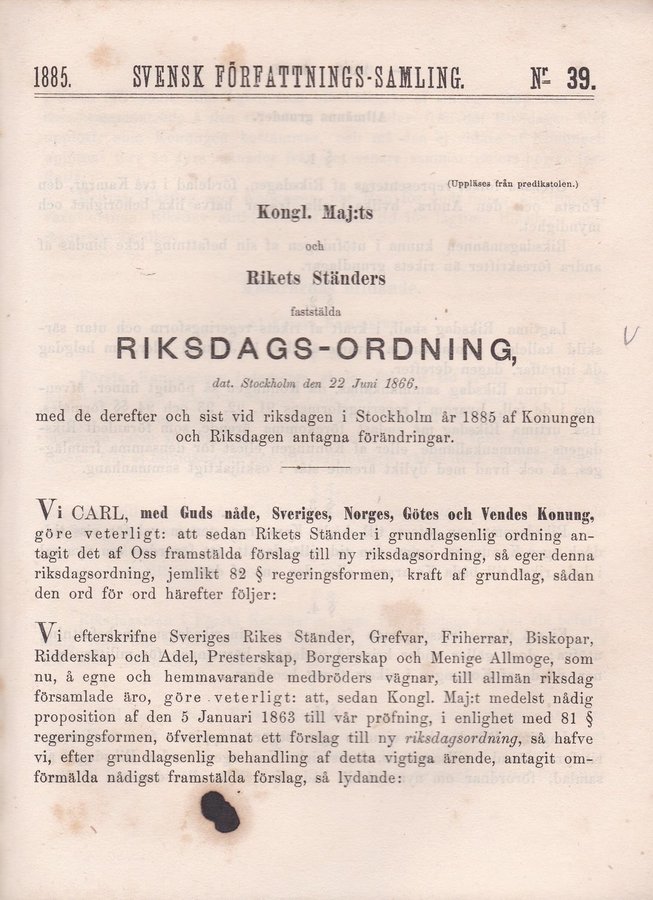 1885. SVENSK FÖRFATTNINGS-SAMLING. Nr 39.
(Uppläses från predikstolen.)
Kongl. Maj:ts
och
Rikets Ständers
faststälda
RIKSDAGS-ORDNING,
dat. Stockholm den 22 Juni 1866,
med de derefter och sist vid riksdagen i Stockholm år 1885 af Konungen
och Riksdagen antagna förändringar.
Vi CARL, med Guds nåde, Sveriges, Norges, Götes och Vendes Konung,
göre veterligt: att sedan Rikets Ständer i grundlagsenlig ordning an-
tagit det af Oss framstälda förslag till ny riksdagsordning, så eger denna
riksdagsordning, jemlikt 82 § regeringsformen, kraft af grundlag, sådan
den ord för ord härefter följer:
Vi efterskrifne Sveriges Rikes Ständer, Grefvar, Friherrar, Biskopar,
Ridderskap och Adel, Presterskap, Borgerskap och Menige Allmoge, som
nu, å egne och hemmavarande medbröders vägnar, till allmän riksdag
församlade äro, göre veterligt: att, sedan Kongl. Maj:t medelst nådig
proposition af den 5 Januari 1863 till vår pröfning, i enlighet med 81 §
regeringsformen, öfverlemnat ett förslag till ny riksdagsordning, så hafve
vi, efter grundlagsenlig behandling af detta vigtiga ärende, antagit om-
förmälda nådigst framstälda förslag, så lydande: